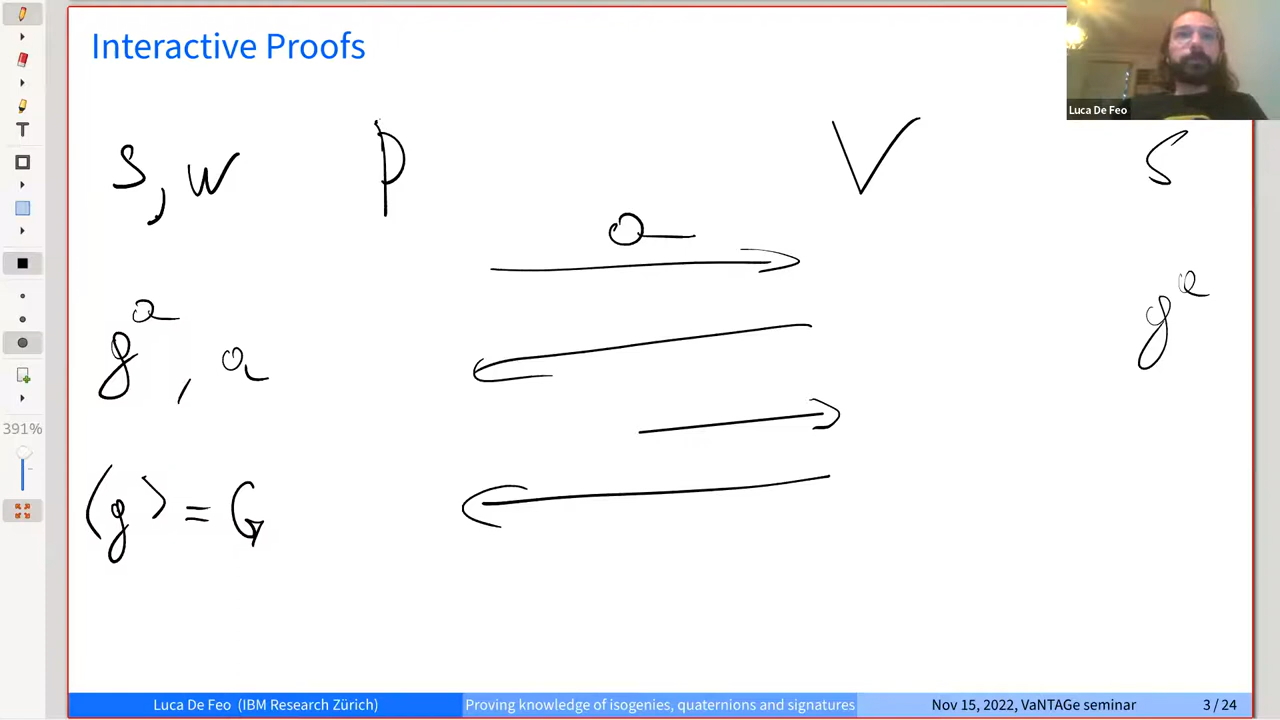 Interactive Proofs
Luca De Feo
s, w P V s
a
g^a, a g^a
⟨g⟩ = G
T
391%
Luca De Feo (IBM Research Zürich) Proving knowledge of isogenies, quaternions and signatures Nov 15, 2022, VaNTAGe seminar 3 / 24